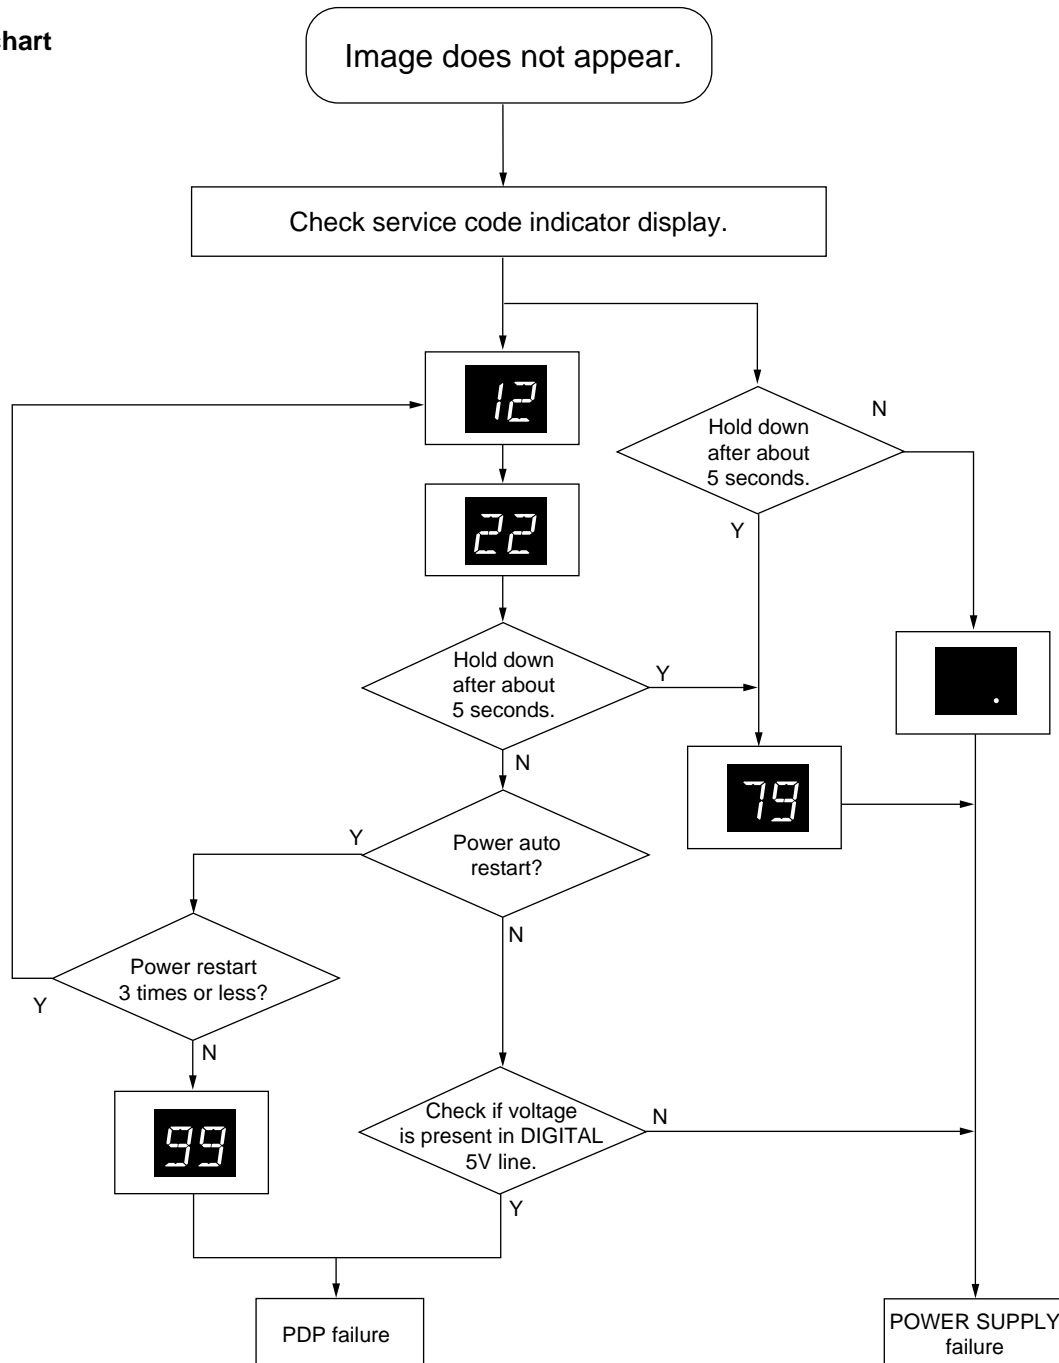 chart
Image does not appear.
Check service code indicator display.
12
Hold down
after about
5 seconds.
N
Y
22
Hold down
after about
5 seconds.
Y
N
.
79
Power auto
restart?
Y
N
Power restart
3 times or less?
Y
N
99
Check if voltage
is present in DIGITAL
5V line.
N
Y
PDP failure
POWER SUPPLY
failure